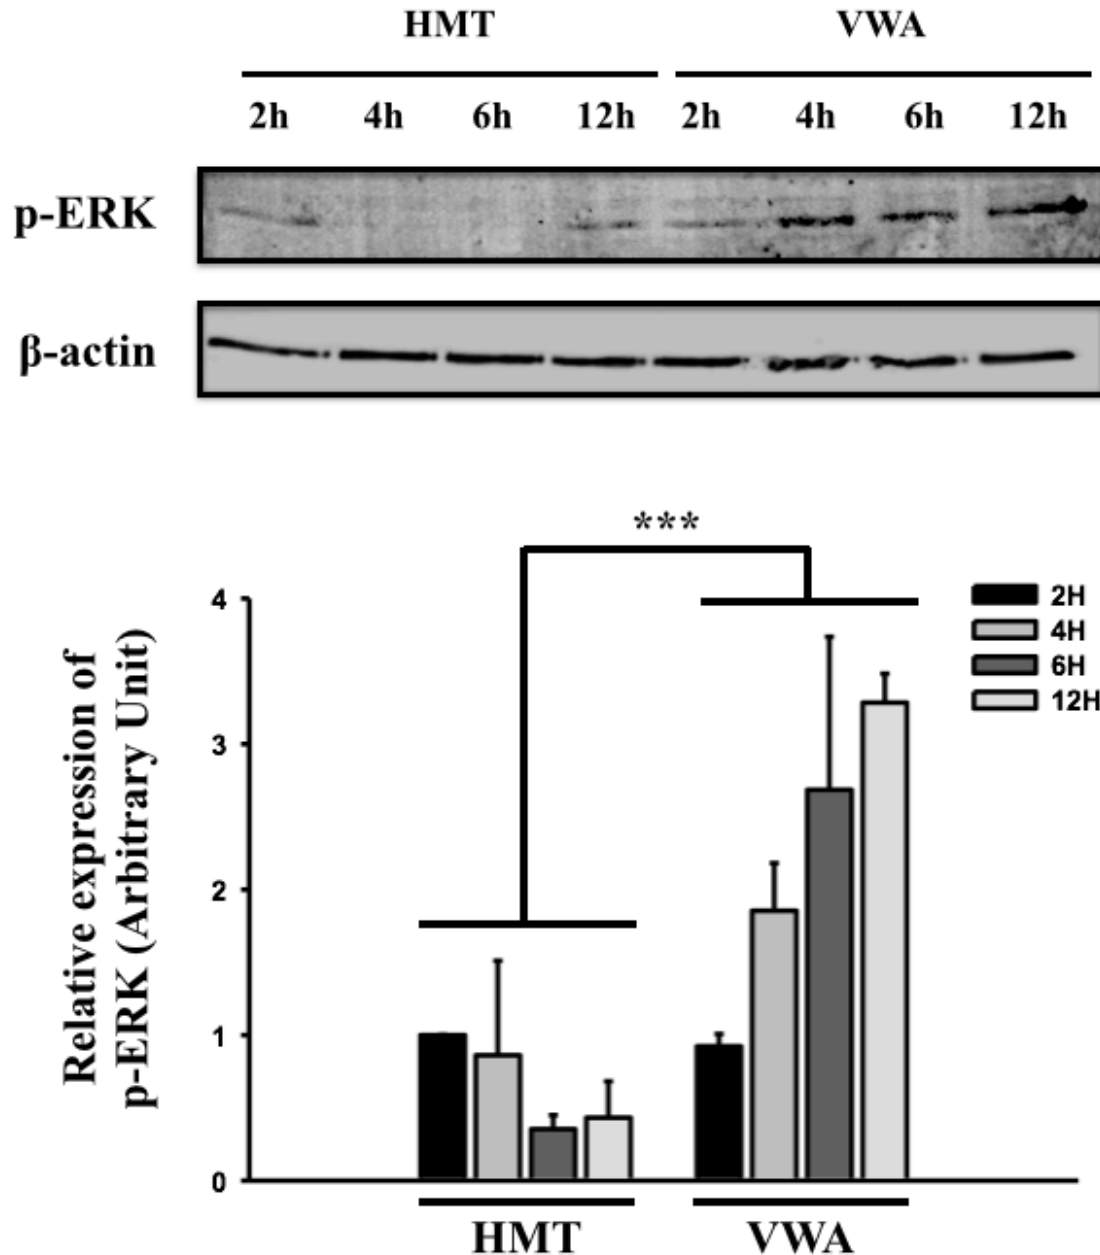 HMT VWA
2h 4h 6h 12h 2h 4h 6h 12h
p-ERK
β-actin
***
4
3
2
1
0
Relative expression of
p-ERK (Arbitrary Unit)
2H
4H
6H
12H
HMT VWA